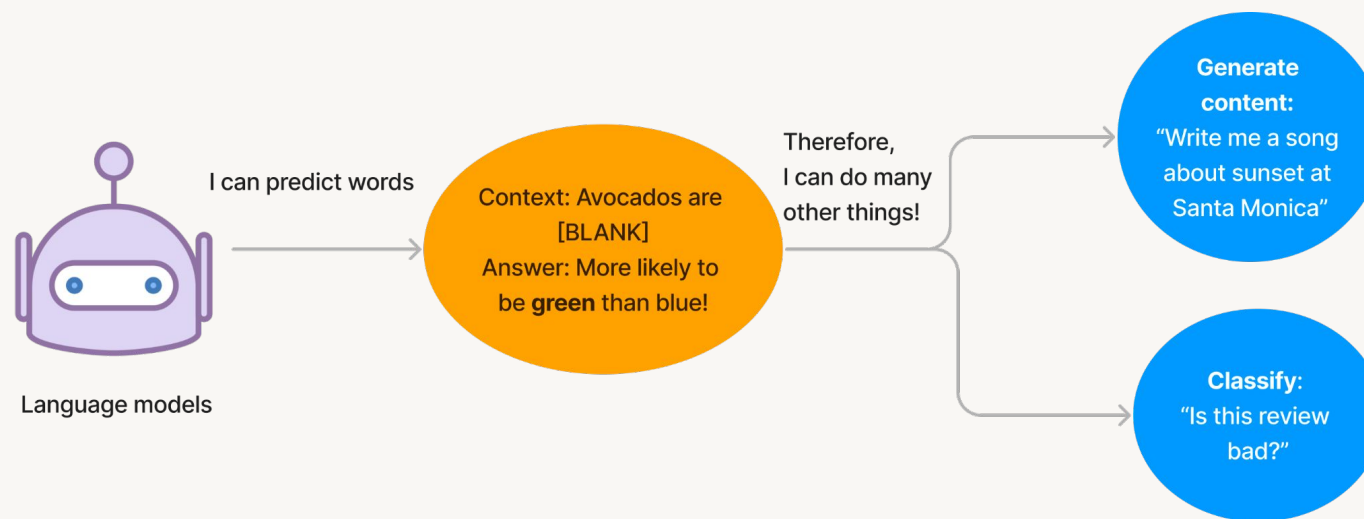 Language models
I can predict words
Context: Avocados are
[BLANK]
Answer: More likely to
be green than blue!
Therefore,
I can do many
other things!
Generate
content:
“Write me a song
about sunset at
Santa Monica”
Classify:
“Is this review
bad?”